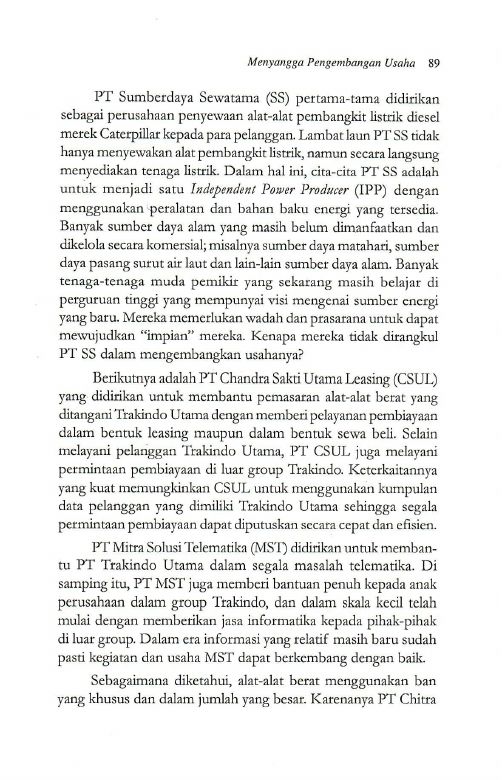 Menyangga Pengembangan Usaha 89
PT Sumberdaya Sewatama (SS) pertama-tama didirikan
sebagai perusahaan penyewaan alat-alat pembangkit listrik diesel
merek Caterpillar kepada para pelanggan. Lambat laun PT SS tidak
hanya menyewakan alat pembangkit listrik, namun secara langsung
menyediakan tenaga listrik. Dalam hal ini, cita-cita PT SS adalah
untuk menjadi satu Independent Power Producer (IPP) dengan
menggunakan peralatan dan bahan baku energi yang tersedia.
Banyak sumber daya alam yang masih belum dimanfaatkan dan
dikelola secara komersial; misalnya sumber daya matahari, sumber
daya pasang surut air laut dan lain-lain sumber daya alam. Banyak
tenaga-tenaga muda pemikir yang sekarang masih belajar di
perguruan tinggi yang mempunyai visi mengenai sumber energi
yang baru. Mereka memerlukan wadah dan prasarana untuk dapat
mewujudkan “impian” mereka. Kenapa mereka tidak dirangkul
PT SS dalam mengembangkan usahanya?
Berikutnya adalah PT Chandra Sakti Utama Leasing (CSUL)
yang didirikan untuk membantu pemasaran alat-alat berat yang
ditangani Trakindo Utama dengan memberi pelayanan pembiayaan
dalam bentuk leasing maupun dalam bentuk sewa beli. Selain
melayani pelanggan Trakindo Utama, PT CSUL juga melayani
permintaan pembiayaan di luar group Trakindo. Keterkaitannya
yang kuat memungkinkan CSUL untuk menggunakan kumpulan
data pelanggan yang dimiliki Trakindo Utama sehingga segala
permintaan pembiayaan dapat diputuskan secara cepat dan efisien.
PT Mitra Solusi Telematika (MST) didirikan untuk memban-
tu PT Trakindo Utama dalam segala masalah telematika. Di
samping itu, PT MST juga memberi bantuan penuh kepada anak
perusahaan dalam group Trakindo, dan dalam skala kecil telah
mulai dengan memberikan jasa informatika kepada pihak-pihak
di luar group. Dalam era informasi yang relatif masih baru sudah
pasti kegiatan dan usaha MST dapat berkembang dengan baik.
Sebagaimana diketahui, alat-alat berat menggunakan ban
yang khusus dan dalam jumlah yang besar. Karenanya PT Chitra